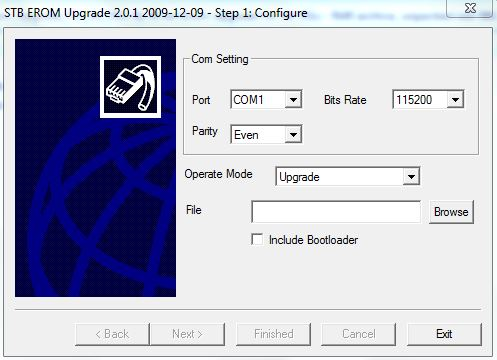 STB EROM Upgrade 2.0.1 2009-12-09 - Step 1: Configure
Com Setting
Port COM1 Bits Rate 115200
Parity Even
Operate Mode Upgrade
File Browse
Include Bootloader
< Back Next > Finished Cancel Exit